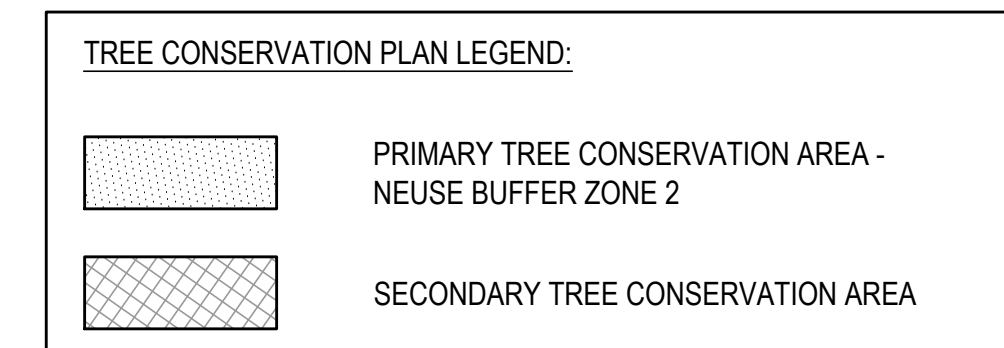 TREE CONSERVATION PLAN LEGEND:
PRIMARY TREE CONSERVATION AREA -
NEUSE BUFFER ZONE 2
SECONDARY TREE CONSERVATION AREA